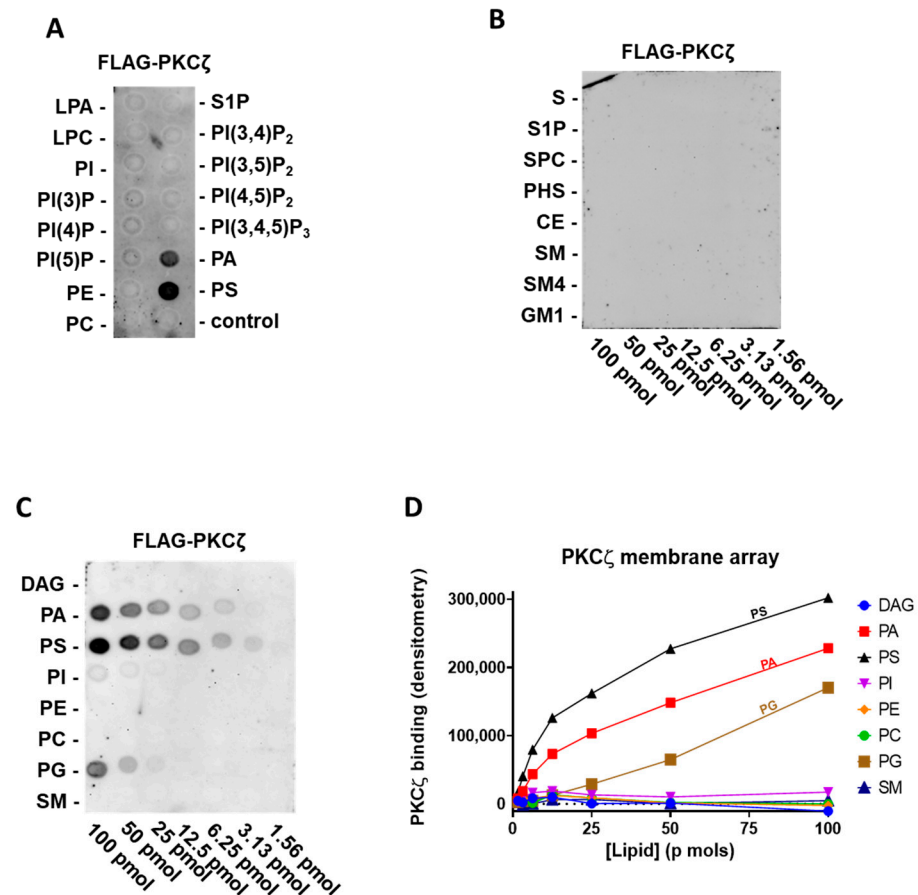 A
FLAG-PKCζ
LPA - - S1P
LPC - - PI(3,4)P2
PI - - PI(3,5)P2
PI(3)P - - PI(4,5)P2
PI(4)P - - PI(3,4,5)P3
PI(5)P - - PA
PE - - PS
PC - - control
B
FLAG-PKCζ
S -
S1P -
SPC -
PHS -
CE -
SM -
SM4 -
GM1 -
100 pmol
50 pmol
25 pmol
12.5 pmol
6.25 pmol
3.13 pmol
1.56 pmol
C
FLAG-PKCζ
DAG -
PA -
PS -
PI -
PE -
PC -
PG -
SM -
100 pmol
50 pmol
25 pmol
12.5 pmol
6.25 pmol
3.13 pmol
1.56 pmol
D
PKCζ membrane array
PKCζ binding (densitometry)
300,000
200,000
100,000
0
PS
PA
PG
0 25 50 75 100
[Lipid] (p mols)
DAG
PA
PS
PI
PE
PC
PG
SM